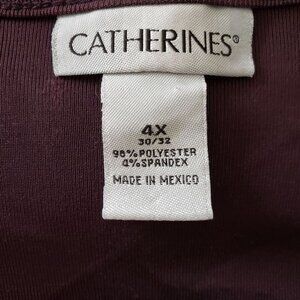 CATHERINES®
4X
30/32
96% POLYESTER
4% SPANDEX
MADE IN MEXICO